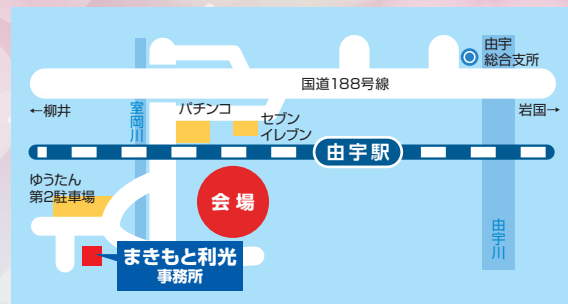 由宇
総合支所
国道188号線
←柳井
岩国→
室岡川
パチンコ
セブン
イレブン
由宇駅
ゆうたん
第2駐車場
会場
由宇川
まきもと利光
事務所